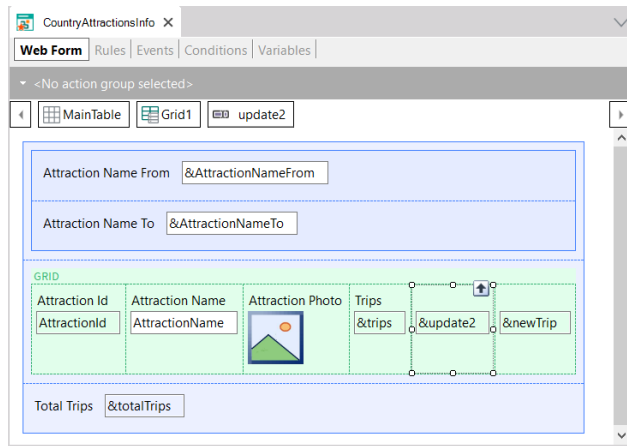 CountryAttractionsInfo
Web Form Rules Events Conditions Variables
<No action group selected>
MainTable Grid1 update2
Attraction Name From &AttractionNameFrom
Attraction Name To &AttractionNameTo
GRID
Attraction Id Attraction Name Attraction Photo Trips
AttractionId AttractionName &trips &update2 &newTrip
Total Trips &totalTrips